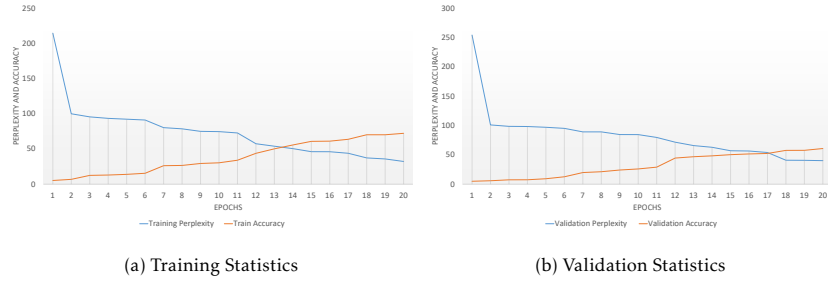 250
200
150
100
50
0
PERPLEXITY AND ACCURACY
1 2 3 4 5 6 7 8 9 10 11 12 13 14 15 16 17 18 19 20
EPOCHS
Training Perplexity Train Accuracy
(a) Training Statistics
300
250
200
150
100
50
0
PERPLEXITY AND ACCURACY
1 2 3 4 5 6 7 8 9 10 11 12 13 14 15 16 17 18 19 20
EPOCHS
Validation Perplexity Validation Accuracy
(b) Validation Statistics